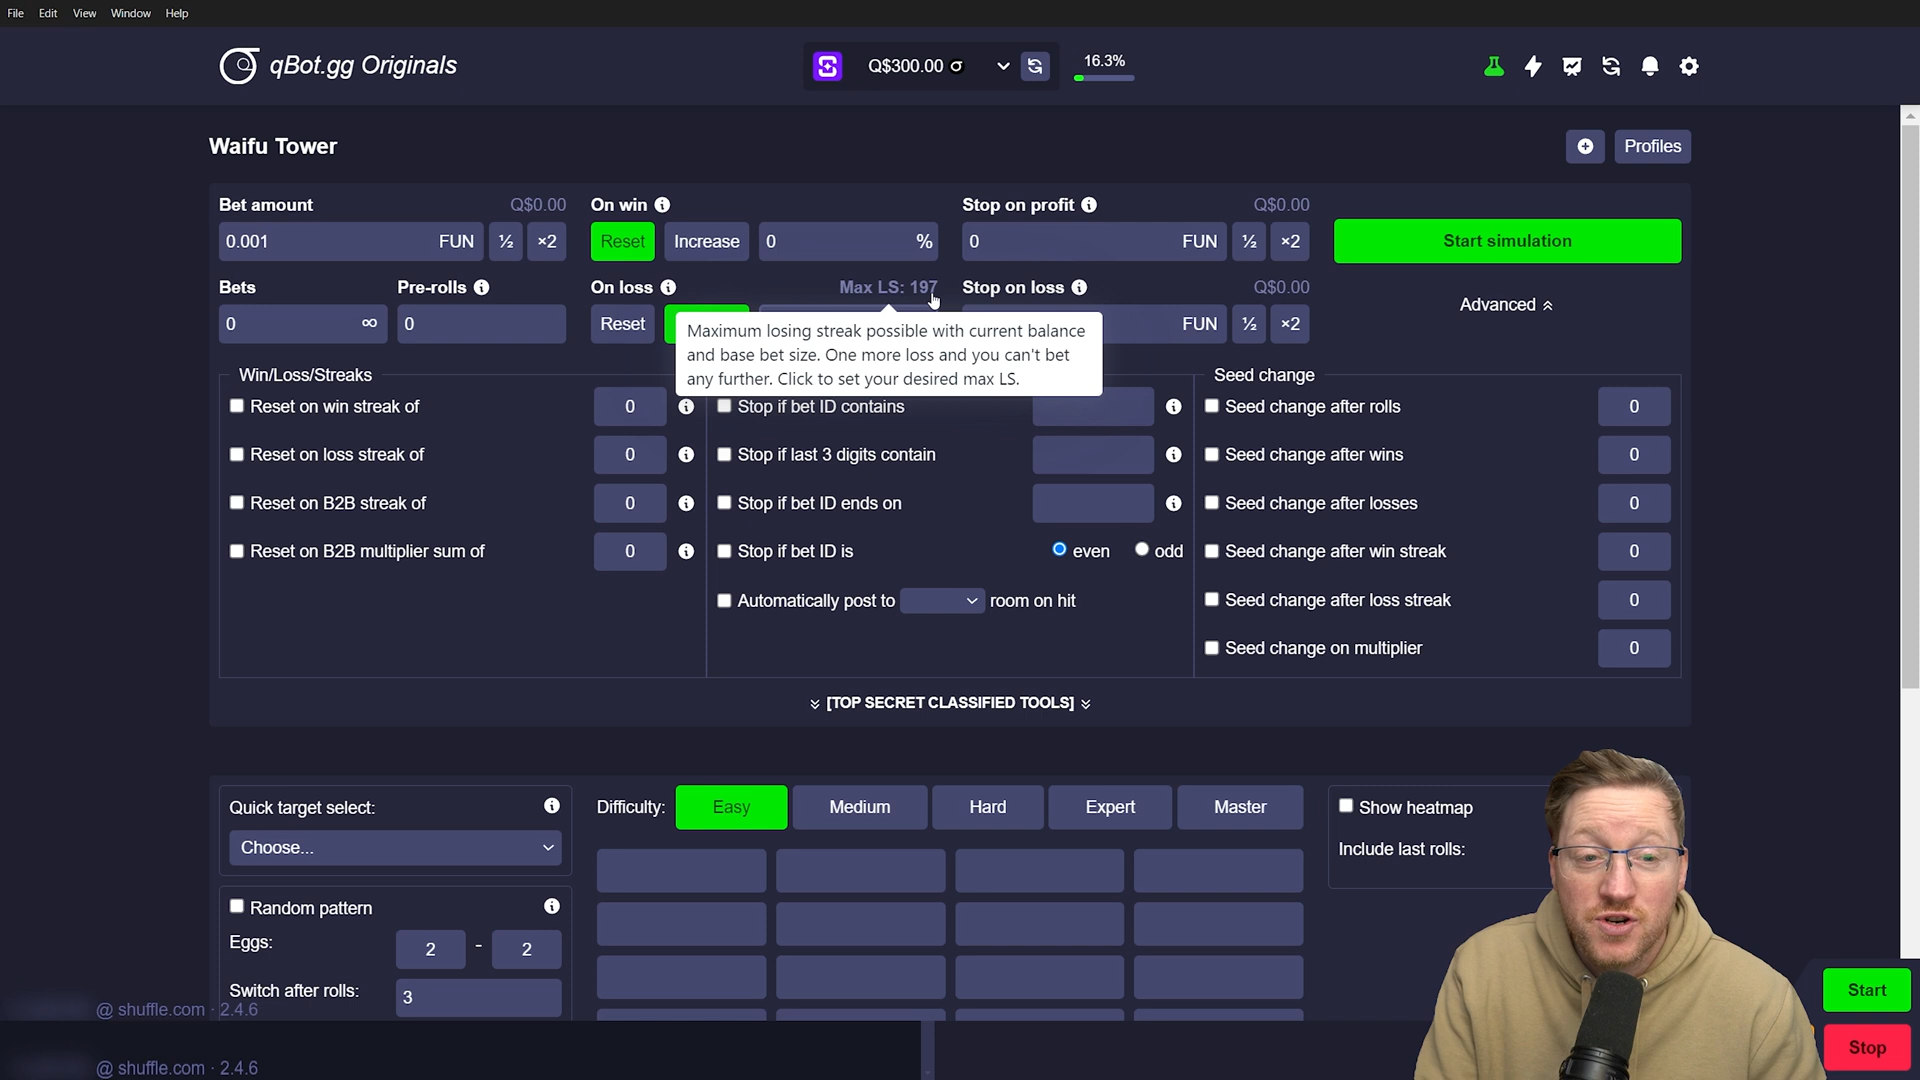 File Edit View Window Help
qBot.gg Originals
Q$300.00
16.3%
Waifu Tower
Profiles
Bet amount Q$0.00
0.001 FUN ½ ×2
On win
Reset Increase 0 %
Stop on profit Q$0.00
0 FUN ½ ×2
Start simulation
Bets
0 ∞
Pre-rolls
0
On loss Max LS: 197
Reset
Stop on loss Q$0.00
FUN ½ ×2
Advanced
Maximum losing streak possible with current balance
and base bet size. One more loss and you can't bet
any further. Click to set your desired max LS.
Win/Loss/Streaks
Reset on win streak of 0
Reset on loss streak of 0
Reset on B2B streak of 0
Reset on B2B multiplier sum of 0
Stop if bet ID contains
Stop if last 3 digits contain
Stop if bet ID ends on
Stop if bet ID is even odd
Automatically post to room on hit
Seed change
Seed change after rolls 0
Seed change after wins 0
Seed change after losses 0
Seed change after win streak 0
Seed change after loss streak 0
Seed change on multiplier 0
[TOP SECRET CLASSIFIED TOOLS]
Quick target select:
Choose...
Random pattern
Eggs: 2 - 2
Switch after rolls: 3
Difficulty: Easy Medium Hard Expert Master
Show heatmap
Include last rolls:
@ shuffle.com · 2.4.6
@ shuffle.com · 2.4.6
Start
Stop